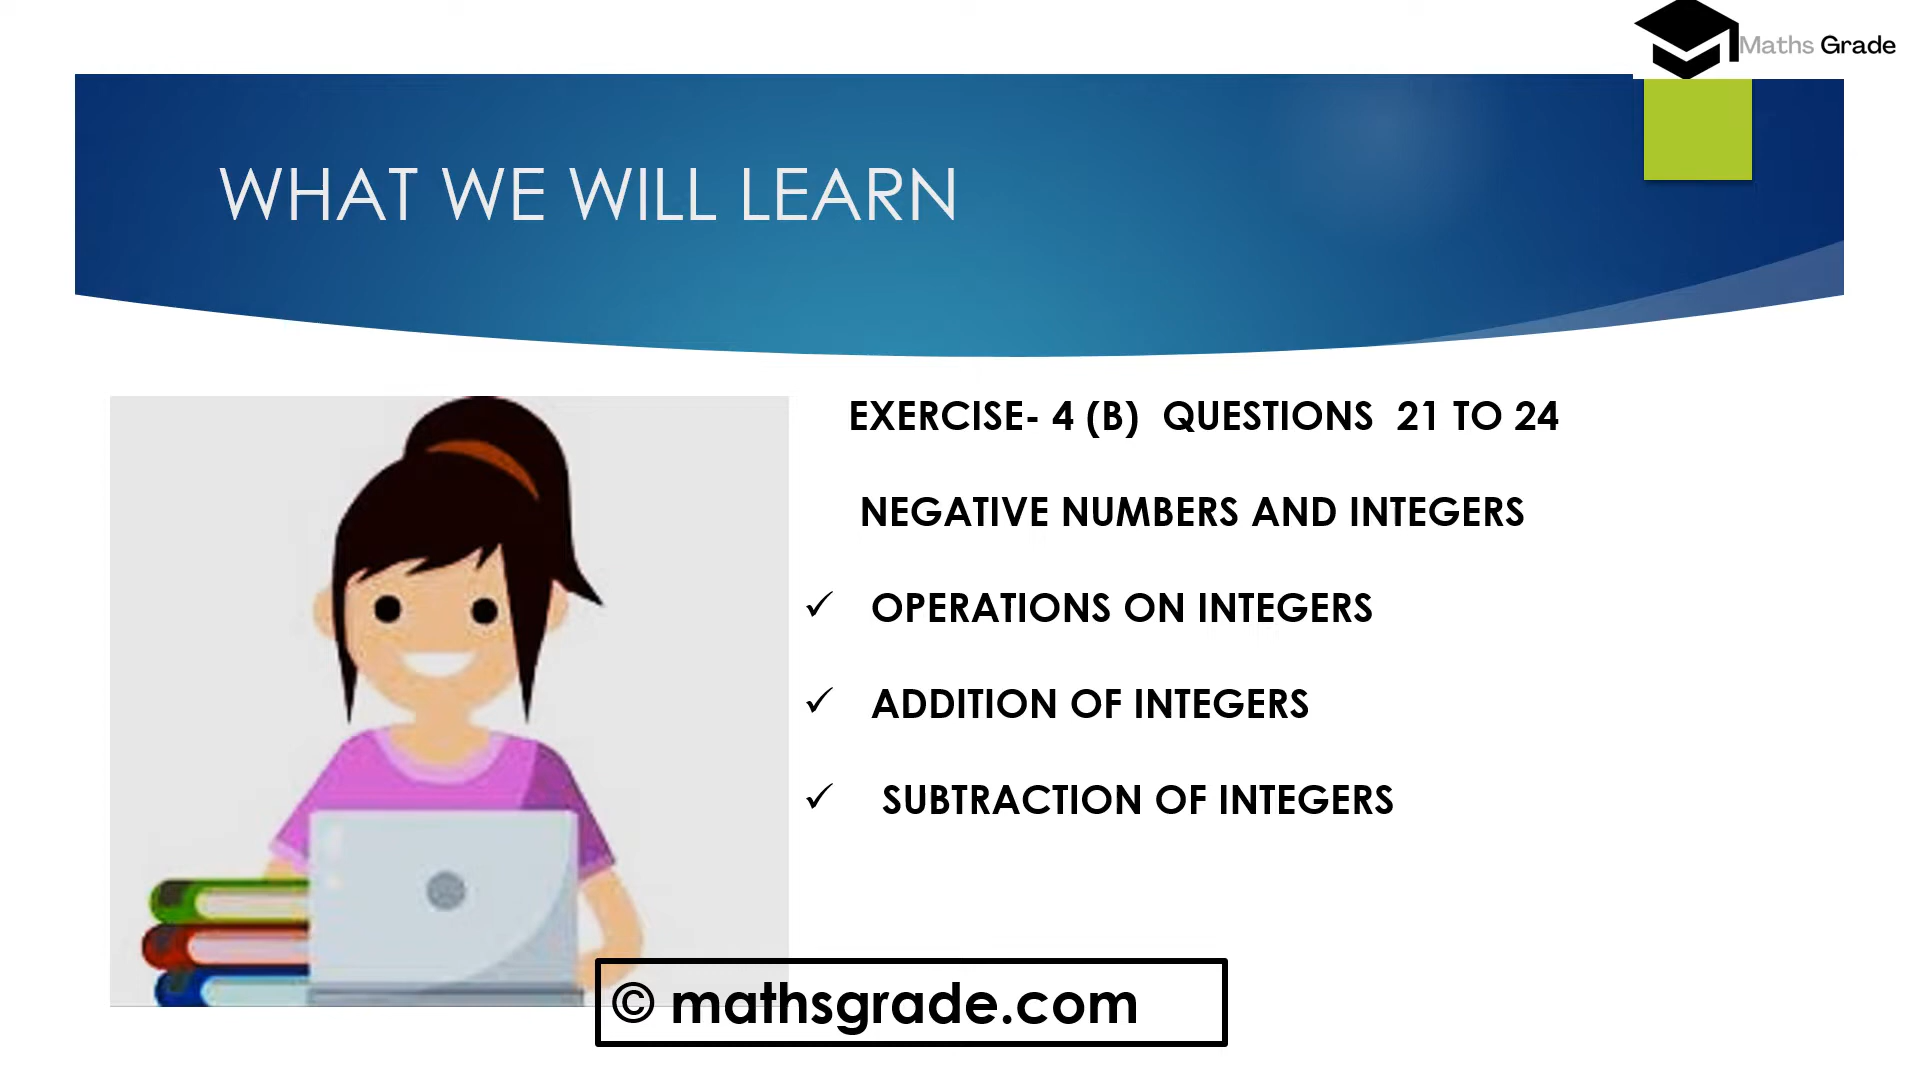 Maths Grade
WHAT WE WILL LEARN
EXERCISE- 4 (B) QUESTIONS 21 TO 24
NEGATIVE NUMBERS AND INTEGERS
✓ OPERATIONS ON INTEGERS
✓ ADDITION OF INTEGERS
✓ SUBTRACTION OF INTEGERS
© mathsgrade.com